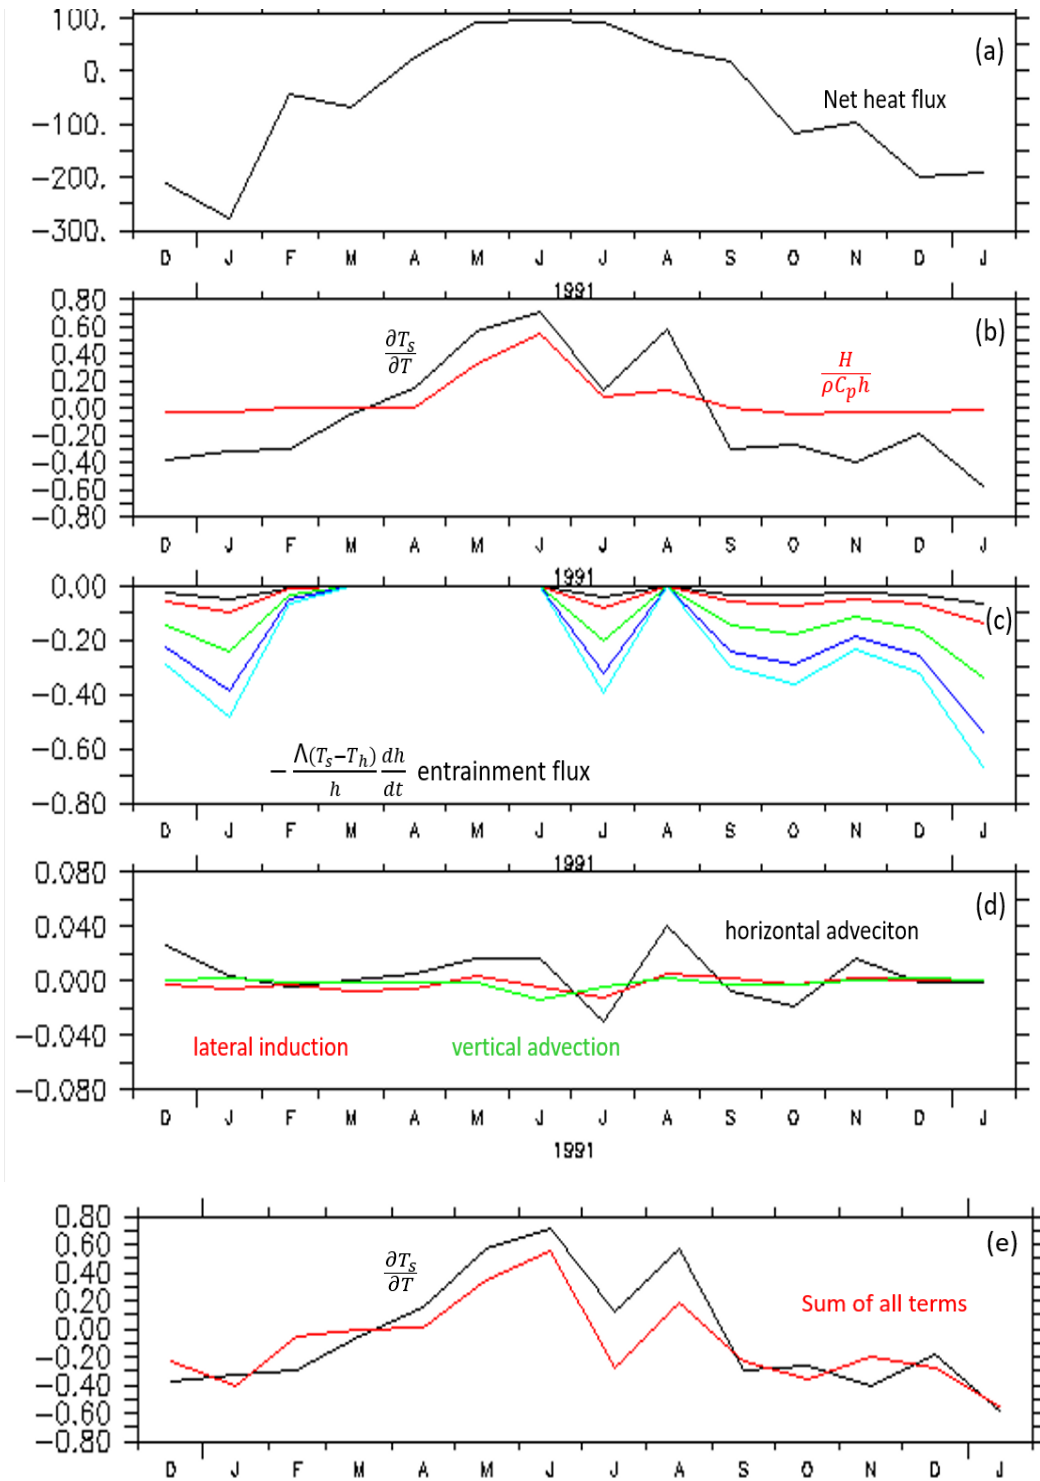 100.
0.
-100.
-200.
-300.
(a)
Net heat flux
D J F M A M J J A S O N D J
1991
0.80
0.60
0.40
0.20
0.00
-0.20
-0.40
-0.60
-0.80
(b)
∂T_s/∂T
H/ρC_p h
D J F M A M J J A S O N D J
1991
0.00
-0.20
-0.40
-0.60
-0.80
(c)
− Λ(T_s−T_h)/h dh/dt entrainment flux
D J F M A M J J A S O N D J
1991
0.080
0.040
0.000
-0.040
-0.080
(d)
horizontal adveciton
lateral induction
vertical advection
D J F M A M J J A S O N D J
1991
0.80
0.60
0.40
0.20
0.00
-0.20
-0.40
-0.60
-0.80
(e)
∂T_s/∂T
Sum of all terms
D J F M A M J J A S O N D J